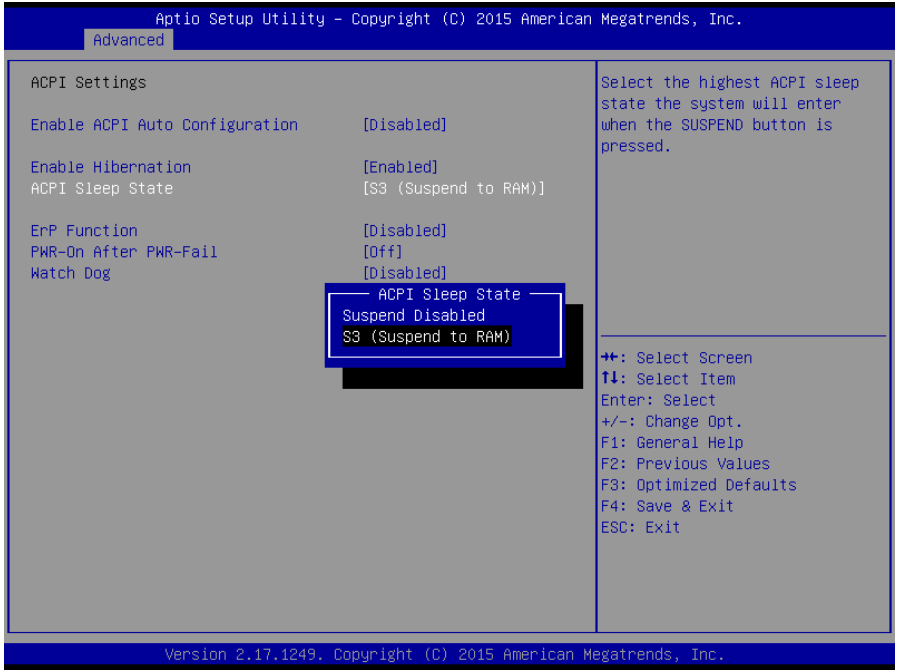 Aptio Setup Utility – Copyright (C) 2015 American Megatrends, Inc.
Advanced
ACPI Settings
Enable ACPI Auto Configuration [Disabled]
Enable Hibernation [Enabled]
ACPI Sleep State [S3 (Suspend to RAM)]
ErP Function [Disabled]
PWR-On After PWR-Fail [Off]
Watch Dog [Disabled]
ACPI Sleep State
Suspend Disabled
S3 (Suspend to RAM)
Select the highest ACPI sleep
state the system will enter
when the SUSPEND button is
pressed.
→←: Select Screen
↑↓: Select Item
Enter: Select
+/-: Change Opt.
F1: General Help
F2: Previous Values
F3: Optimized Defaults
F4: Save & Exit
ESC: Exit
Version 2.17.1249. Copyright (C) 2015 American Megatrends, Inc.